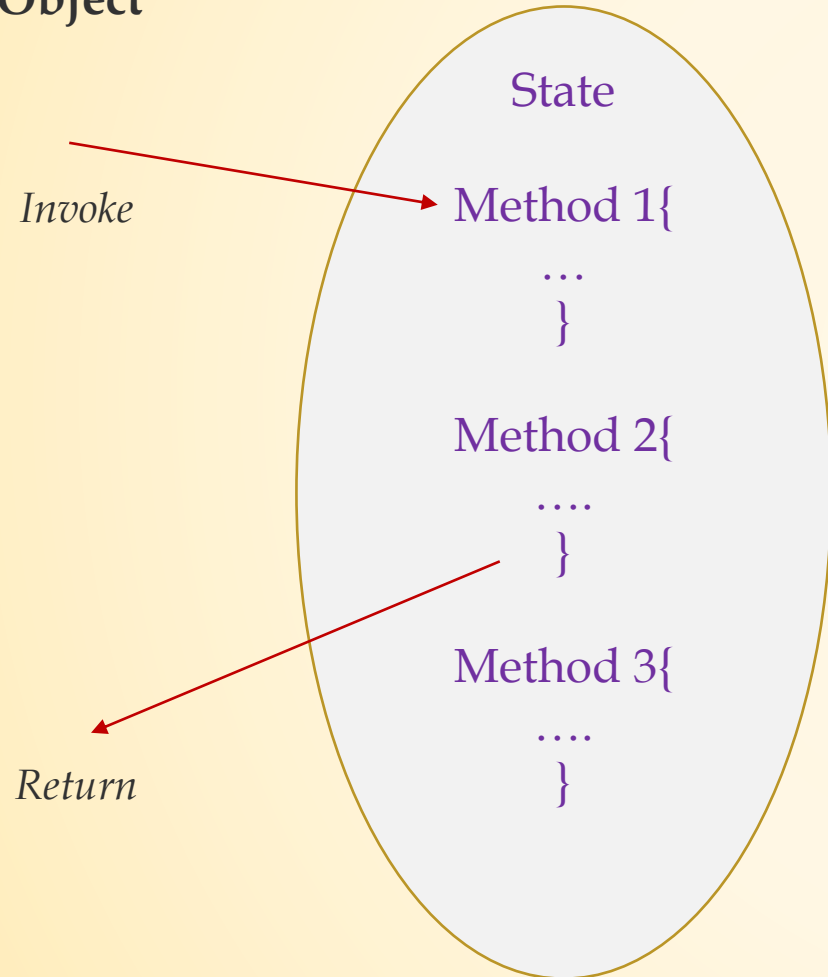 Object
State
Invoke
Method 1{
…
}
Method 2{
….
}
Method 3{
….
}
Return